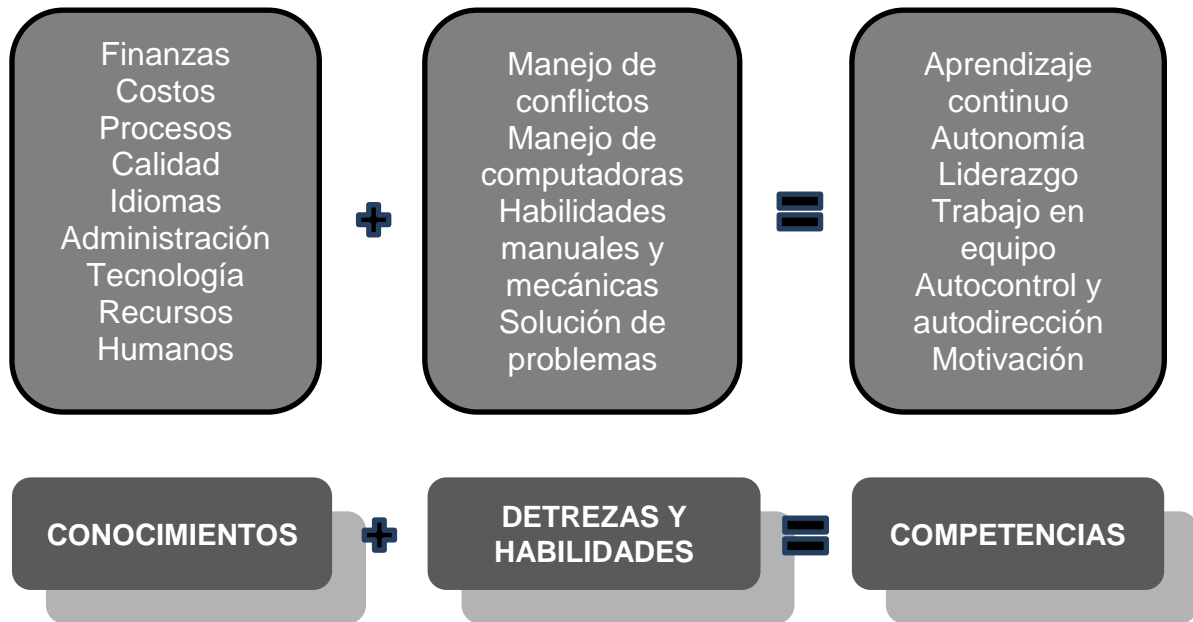 Finanzas
Costos
Procesos
Calidad
Idiomas
Administración
Tecnología
Recursos
Humanos
Manejo de
conflictos
Manejo de
computadoras
Habilidades
manuales y
mecánicas
Solución de
problemas
Aprendizaje
continuo
Autonomía
Liderazgo
Trabajo en
equipo
Autocontrol y
autodirección
Motivación
CONOCIMIENTOS
DETREZAS Y
HABILIDADES
COMPETENCIAS